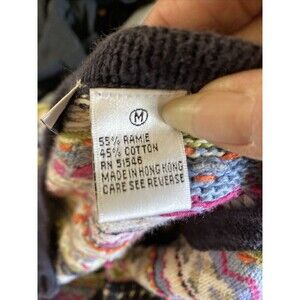 M
55% RAMIE
45% COTTON
RN 51546
MADE IN HONG KONG
CARE SEE REVERSE